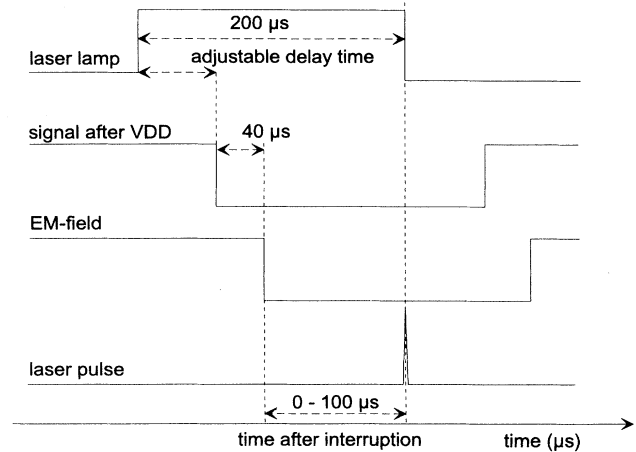 200 µs
laser lamp
adjustable delay time
signal after VDD
40 µs
EM-field
laser pulse
0 - 100 µs
time after interruption
time (µs)